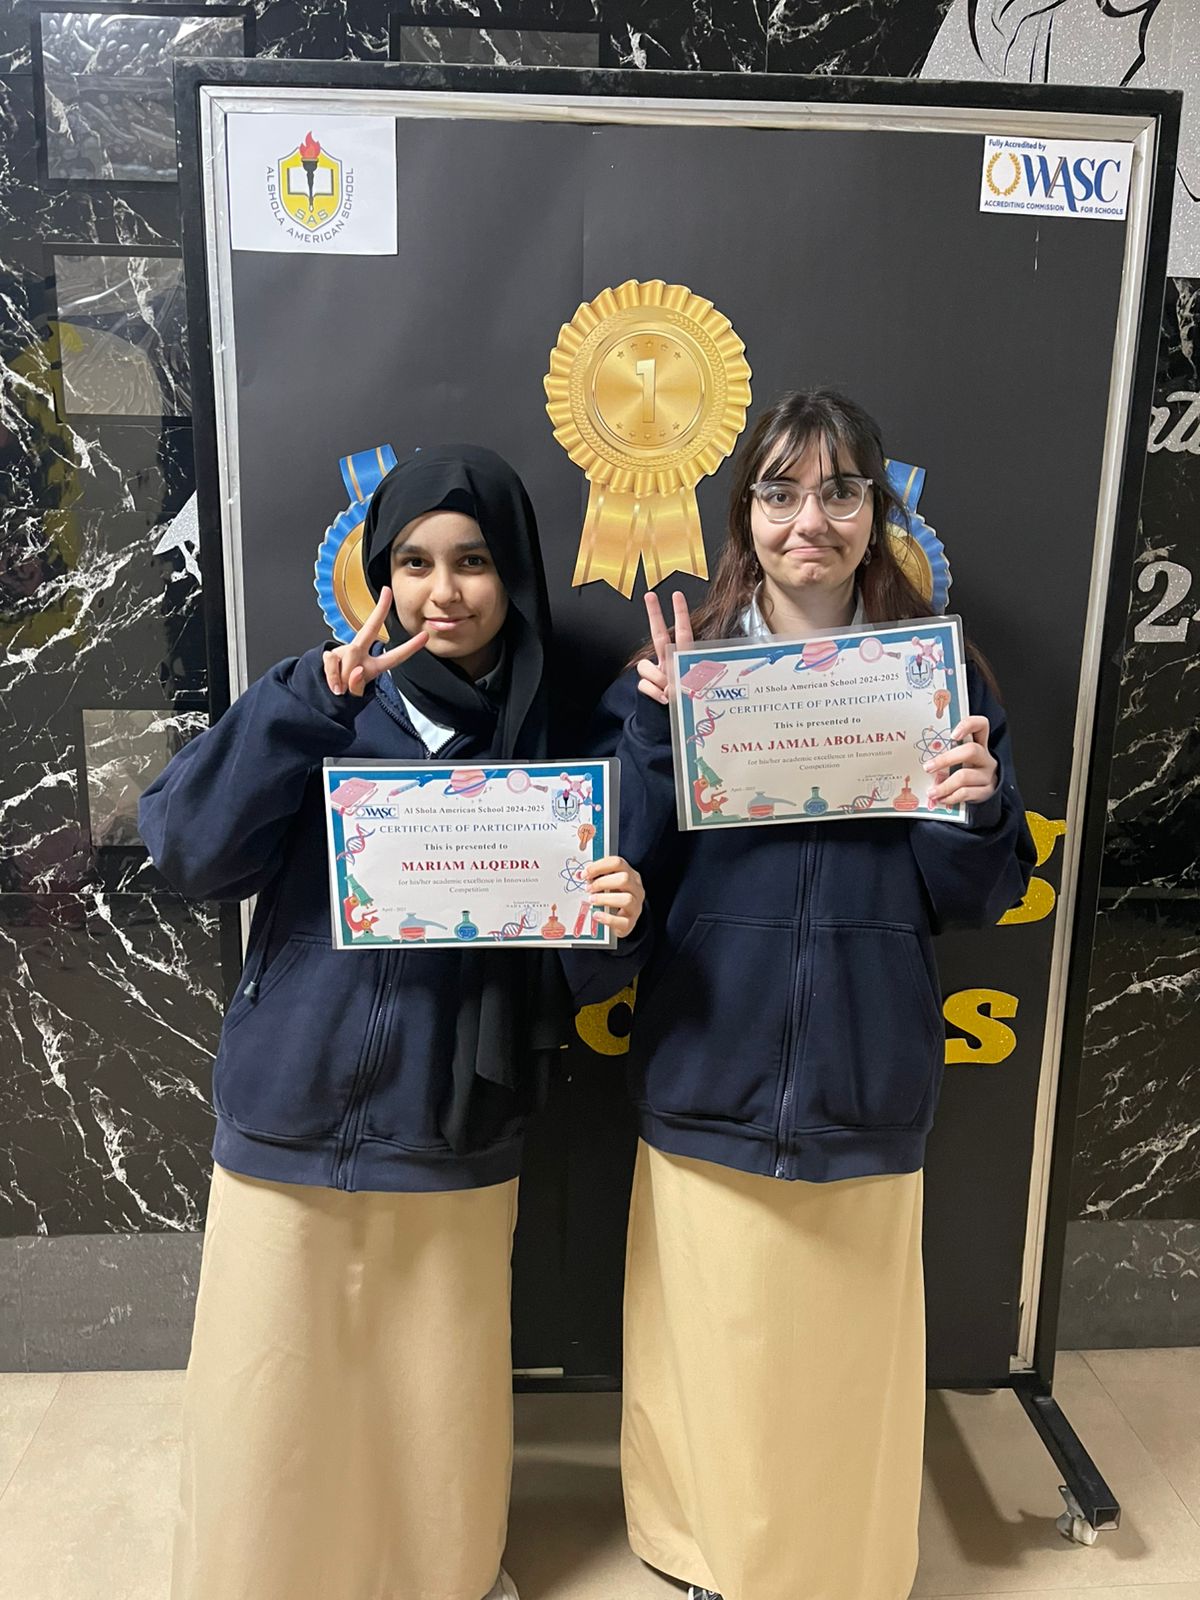 AL SHOLA AMERICAN SCHOOL
SAS
Fully Accredited by
WASC
ACCREDITING COMMISSION FOR SCHOOLS
1
WASC Al Shola American School 2024-2025
CERTIFICATE OF PARTICIPATION
This is presented to
SAMA JAMAL ABOLABAN
for his/her academic excellence in Innovation
Competition
WASC Al Shola American School 2024-2025
CERTIFICATE OF PARTICIPATION
This is presented to
MARIAM ALQEDRA
for his/her academic excellence in Innovation
Competition
2
s